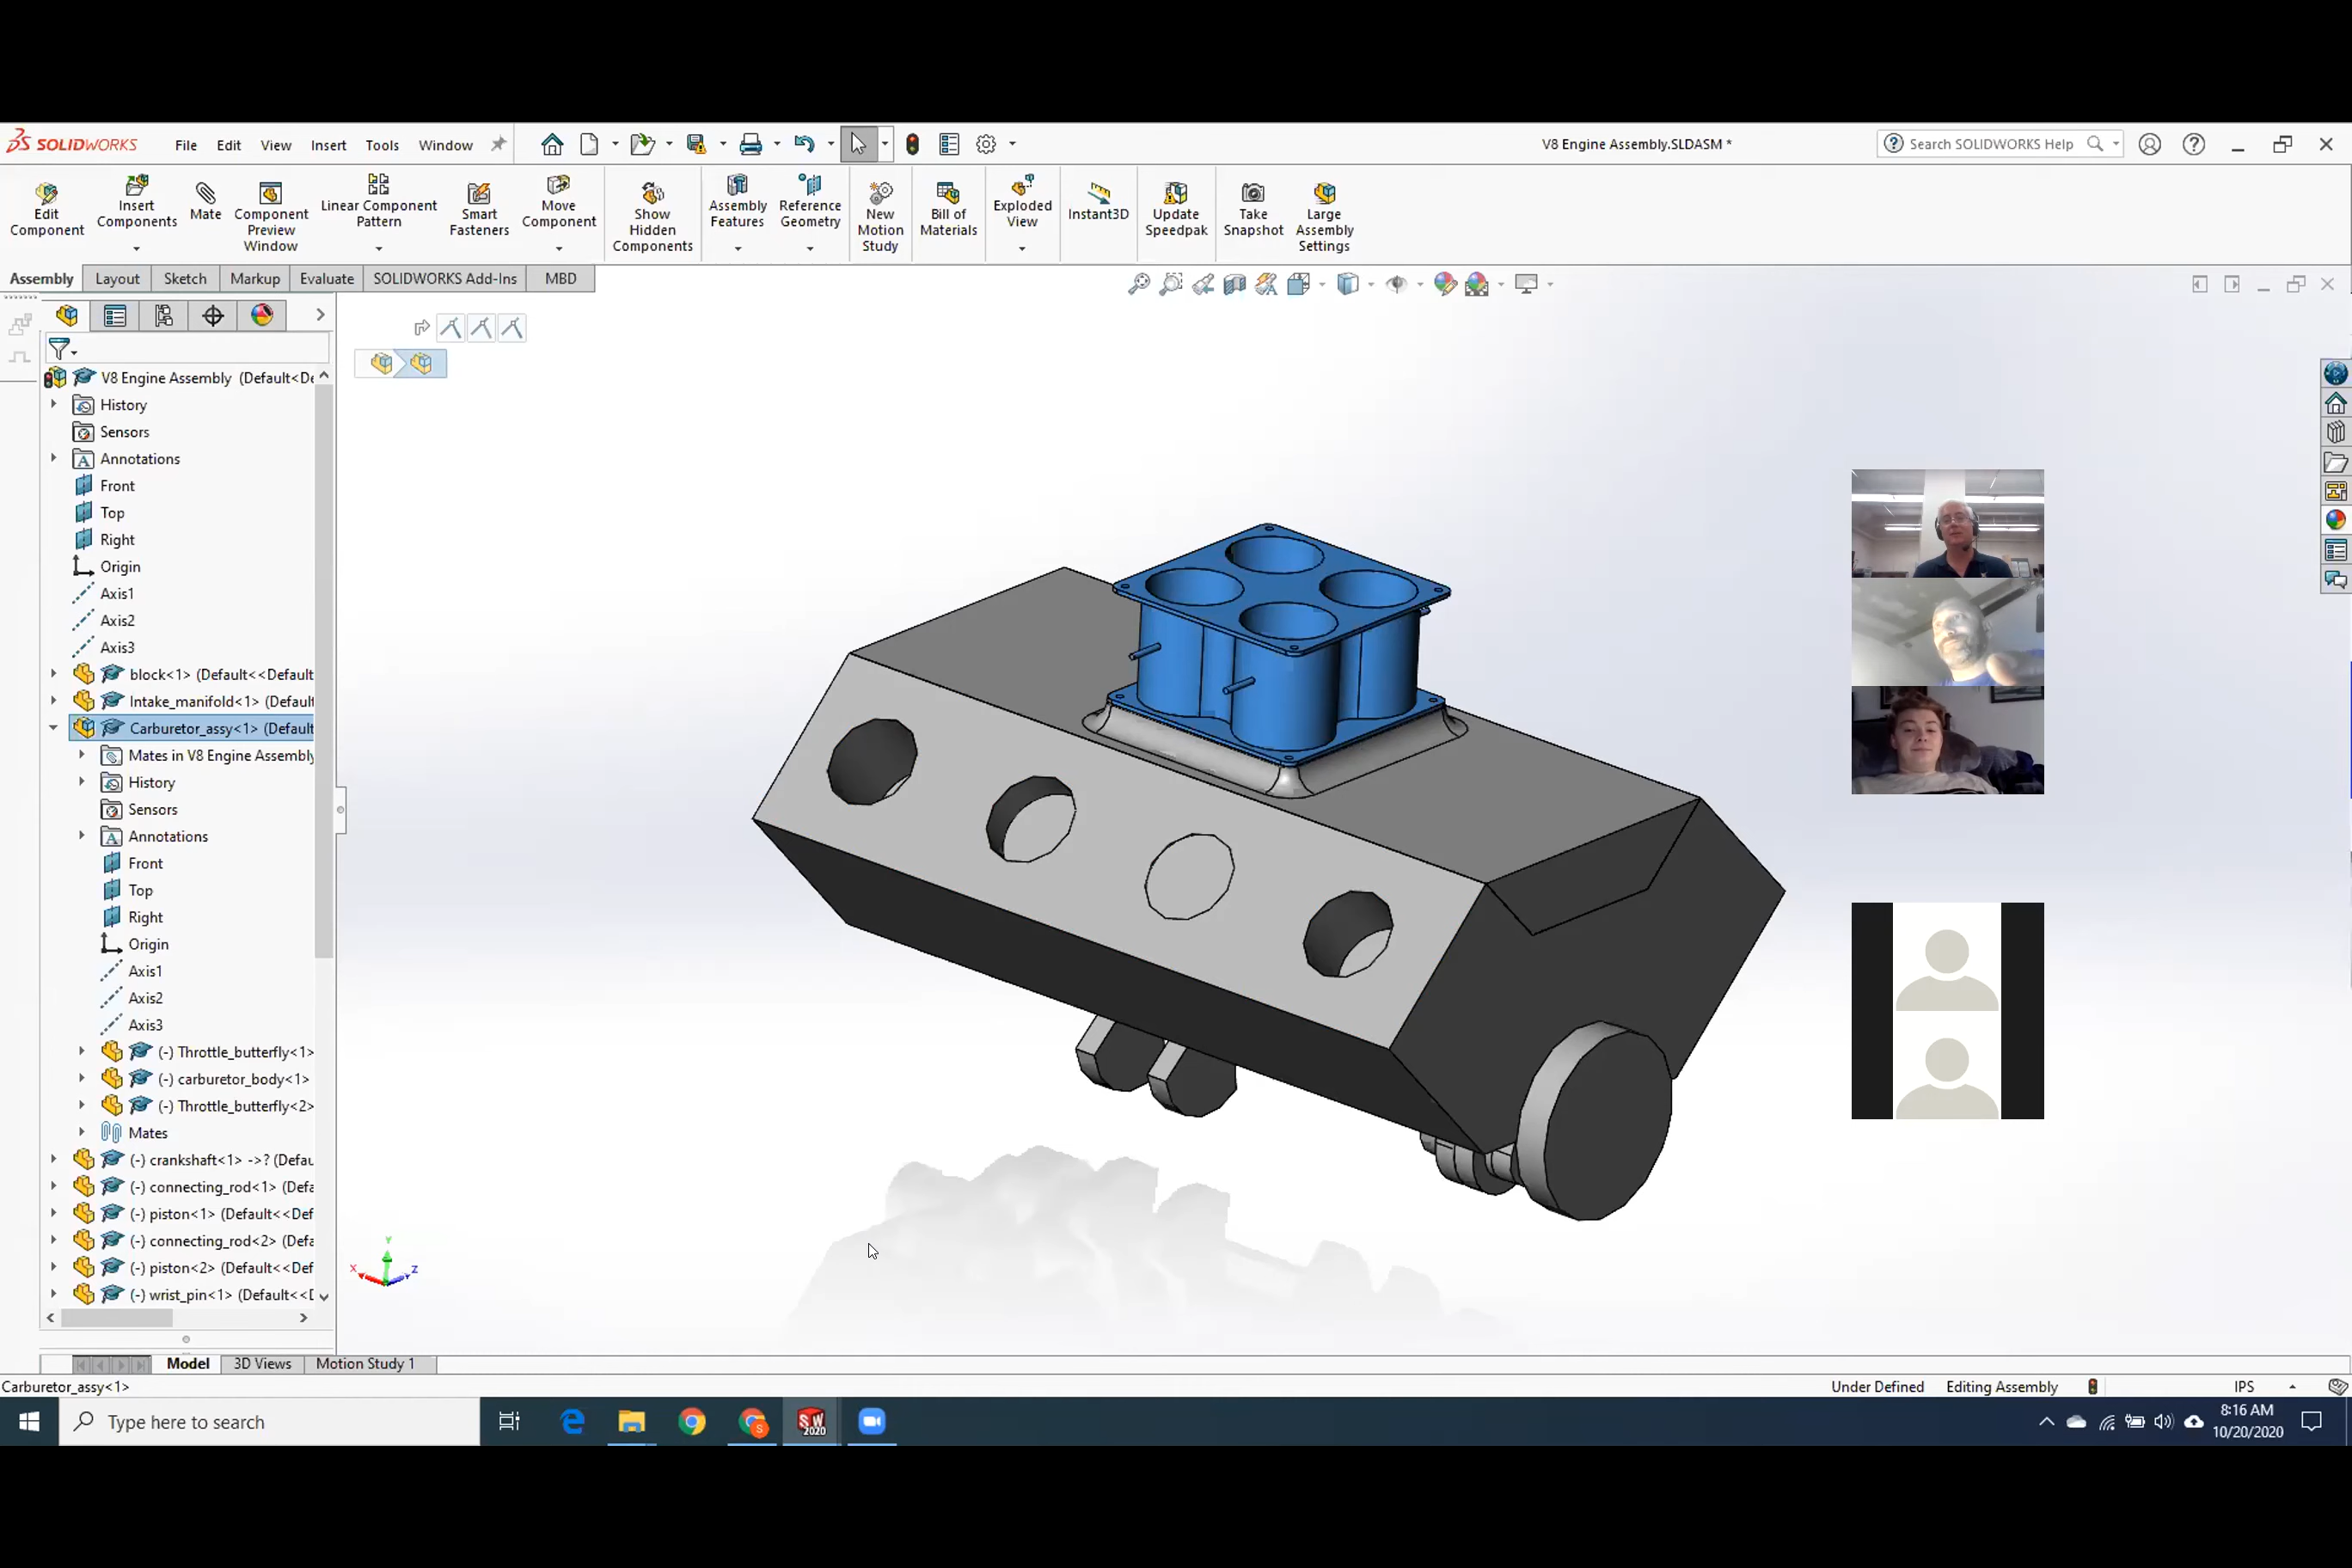 SOLIDWORKS File Edit View Insert Tools Window V8 Engine Assembly.SLDASM * Search SOLIDWORKS Help
Edit Component
Insert Components
Mate
Component Preview Window
Linear Component Pattern
Smart Fasteners
Move Component
Show Hidden Components
Assembly Features
Reference Geometry
New Motion Study
Bill of Materials
Exploded View
Instant3D
Update Speedpak
Take Snapshot
Large Assembly Settings
Assembly Layout Sketch Markup Evaluate SOLIDWORKS Add-Ins MBD
V8 Engine Assembly (Default<De
History
Sensors
Annotations
Front
Top
Right
Origin
Axis1
Axis2
Axis3
block<1> (Default<<Default
Intake_manifold<1> (Default
Carburetor_assy<1> (Default
Mates in V8 Engine Assembly
History
Sensors
Annotations
Front
Top
Right
Origin
Axis1
Axis2
Axis3
(-) Throttle_butterfly<1>
(-) carburetor_body<1>
(-) Throttle_butterfly<2>
Mates
(-) crankshaft<1> ->? (Defau
(-) connecting_rod<1> (Defa
(-) piston<1> (Default<<Def
(-) connecting_rod<2> (Defa
(-) piston<2> (Default<<Def
(-) wrist_pin<1> (Default<<D
Y
X Z
Model 3D Views Motion Study 1
Carburetor_assy<1> Under Defined Editing Assembly IPS
Type here to search
S
SW 2020
8:16 AM
10/20/2020